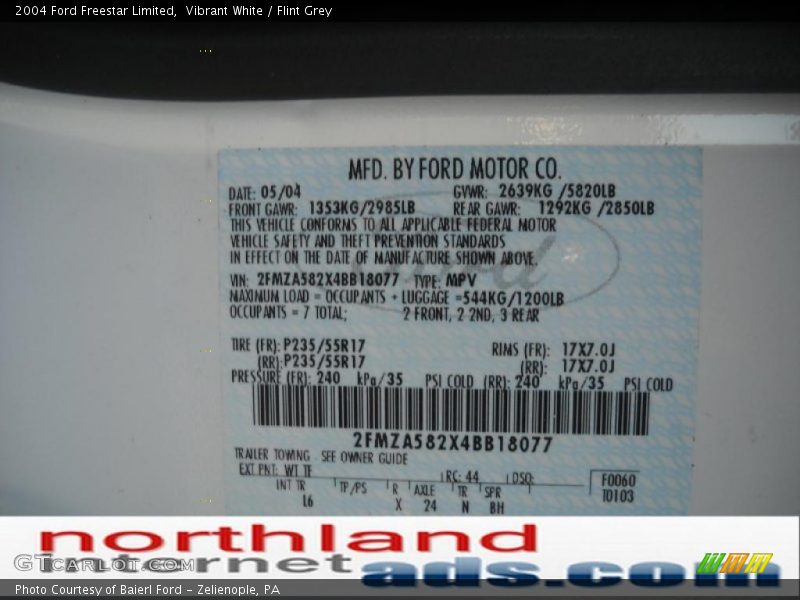 2004 Ford Freestar Limited,  Vibrant White / Flint Grey
MFD. BY FORD MOTOR CO.
DATE: 05/04 GVWR: 2639KG /5820LB
FRONT GAWR: 1353KG/2985LB REAR GAWR: 1292KG /2850LB
THIS VEHICLE CONFORMS TO ALL APPLICABLE FEDERAL MOTOR
VEHICLE SAFETY AND THEFT PREVENTION STANDARDS
IN EFFECT ON THE DATE OF MANUFACTURE SHOWN ABOVE.
VIN: 2FMZA582X4BB18077 TYPE: MPV
MAXIMUM LOAD = OCCUPANTS + LUGGAGE =544KG/1200LB
OCCUPANTS = 7 TOTAL; 2 FRONT, 2 2ND, 3 REAR
TIRE (FR): P235/55R17 RIMS (FR): 17X7.0J
(RR): P235/55R17 (RR): 17X7.0J
PRESSURE (FR): 240 kPa/35 PSI COLD (RR): 240 kPa/35 PSI COLD
2FMZA582X4BB18077
TRAILER TOWING SEE OWNER GUIDE
EXT PNT: WT TF RC: 44 DSO: F0060
INT TR TP/PS R AXLE TR SPR T0103
L6 X 24 N BH
northland
internet
ads.com
GTCARLOT.COM
Photo Courtesy of Baierl Ford - Zelienople, PA